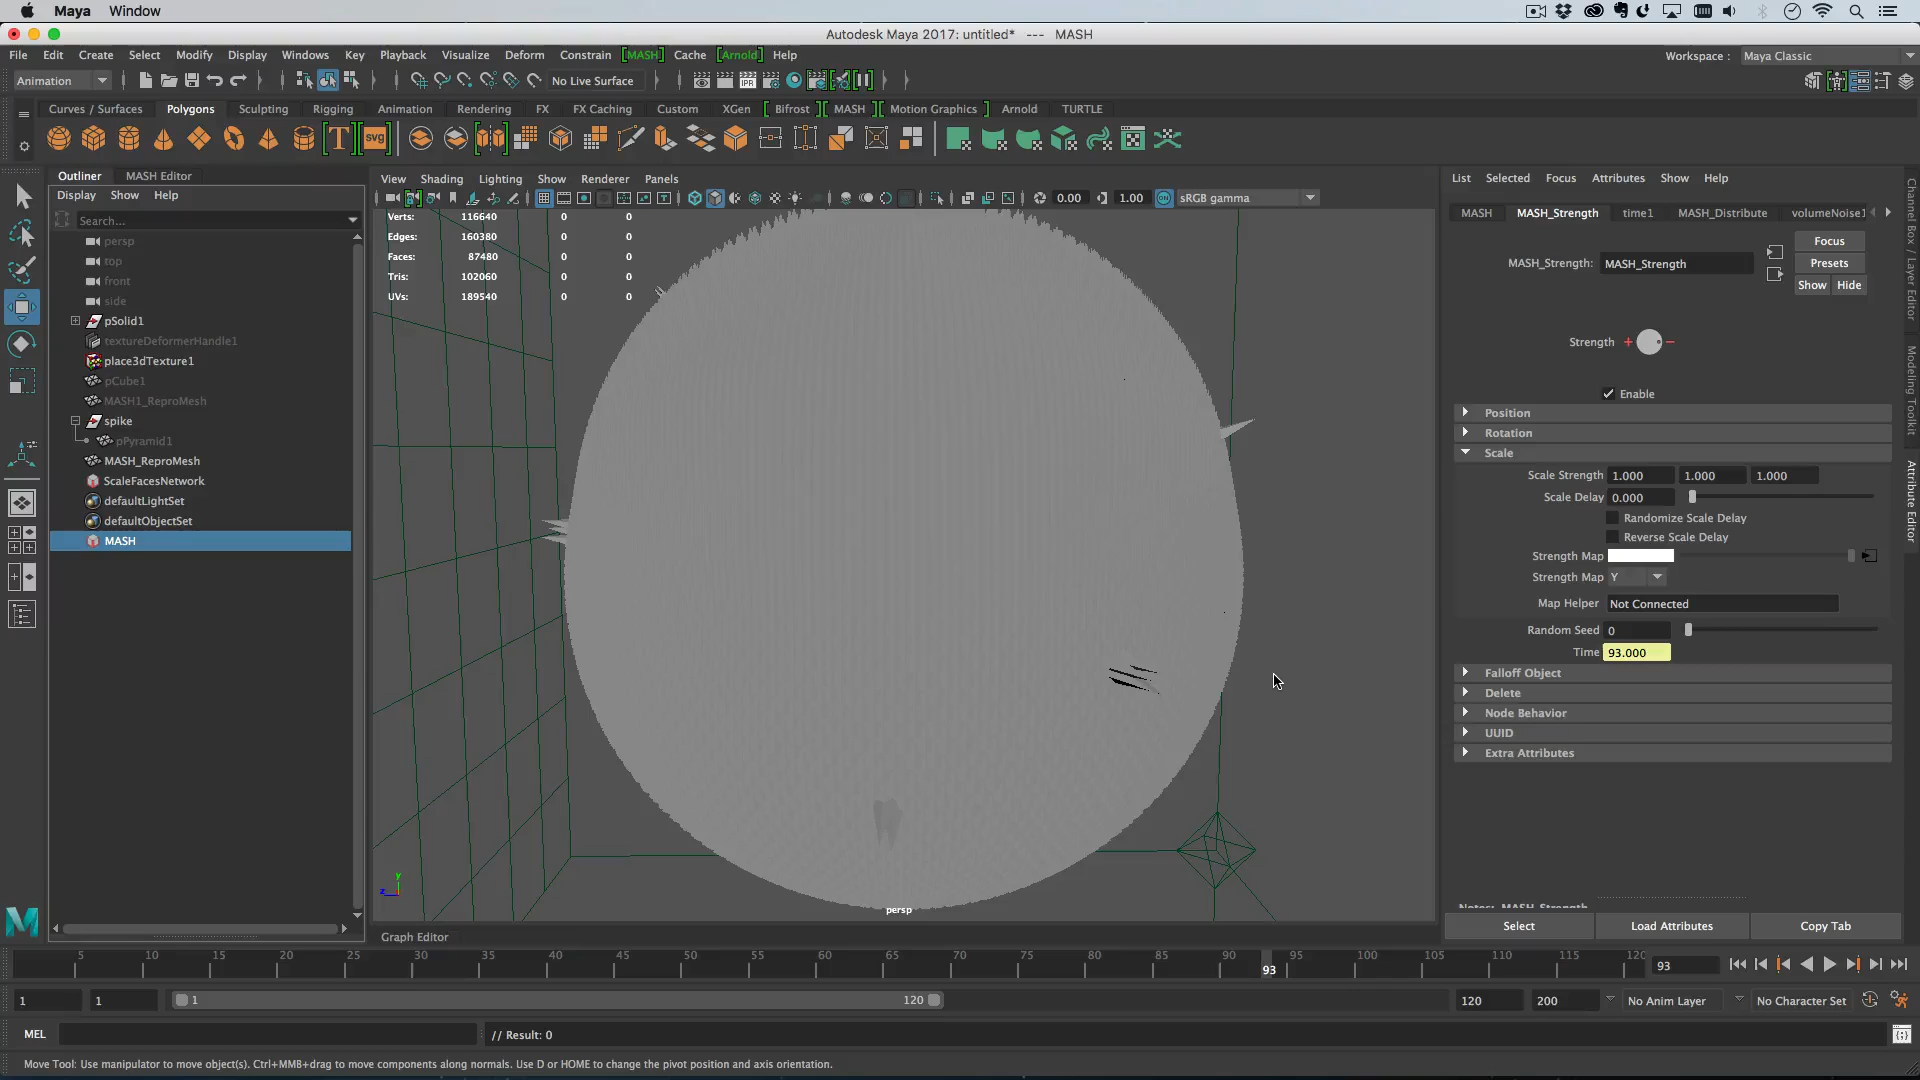 Maya Window
Autodesk Maya 2017: untitled* --- MASH
File Edit Create Select Modify Display Windows Key Playback Visualize Deform Constrain [MASH] Cache [Arnold] Help
Workspace : Maya Classic
Animation
No Live Surface
Curves / Surfaces Polygons Sculpting Rigging Animation Rendering FX FX Caching Custom XGen Bifrost MASH Motion Graphics Arnold TURTLE
Outliner MASH Editor
Display Show Help
Search...
persp
top
front
side
pSolid1
textureDeformerHandle1
place3dTexture1
pCube1
MASH1_ReproMesh
spike
pPyramid1
MASH_ReproMesh
ScaleFacesNetwork
defaultLightSet
defaultObjectSet
MASH
View Shading Lighting Show Renderer Panels
0.00 1.00 sRGB gamma
Verts: 116640 0 0
Edges: 160380 0 0
Faces: 87480 0 0
Tris: 102060 0 0
UVs: 189540 0 0
y
z
persp
Graph Editor
List Selected Focus Attributes Show Help
MASH MASH_Strength time1 MASH_Distribute volumeNoise1
MASH_Strength: MASH_Strength
Focus
Presets
Show Hide
Strength
Enable
Position
Rotation
Scale
Scale Strength 1.000 1.000 1.000
Scale Delay 0.000
Randomize Scale Delay
Reverse Scale Delay
Strength Map
Strength Map Y
Map Helper Not Connected
Random Seed 0
Time 93.000
Falloff Object
Delete
Node Behavior
UUID
Extra Attributes
Notes: MASH_Strength
Select Load Attributes Copy Tab
Channel Box / Layer Editor
Modeling Toolkit
Attribute Editor
5 10 15 20 25 30 35 40 45 50 55 60 65 70 75 80 85 90 95 100 105 110 115 120
93
93
1 1 1 120 120 200 No Anim Layer No Character Set
MEL // Result: 0
Move Tool: Use manipulator to move object(s). Ctrl+MMB+drag to move components along normals. Use D or HOME to change the pivot position and axis orientation.